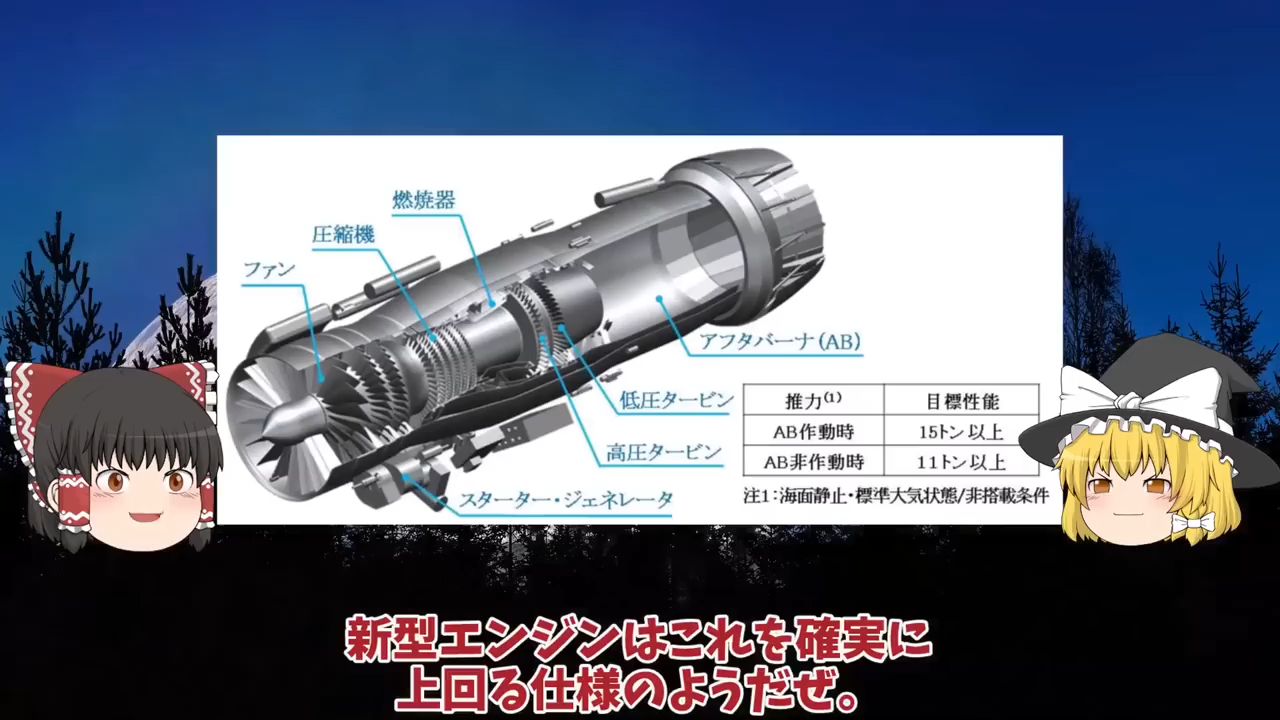 燃焼器
圧縮機
ファン
アフタバーナ(AB)
低圧タービン
高圧タービン
スターター・ジェネレータ
推力(1) 目標性能
AB作動時 15トン以上
AB非作動時 11トン以上
注1:海面静止・標準大気状態/非搭載条件
新型エンジンはこれを確実に
上回る仕様のようだぜ。